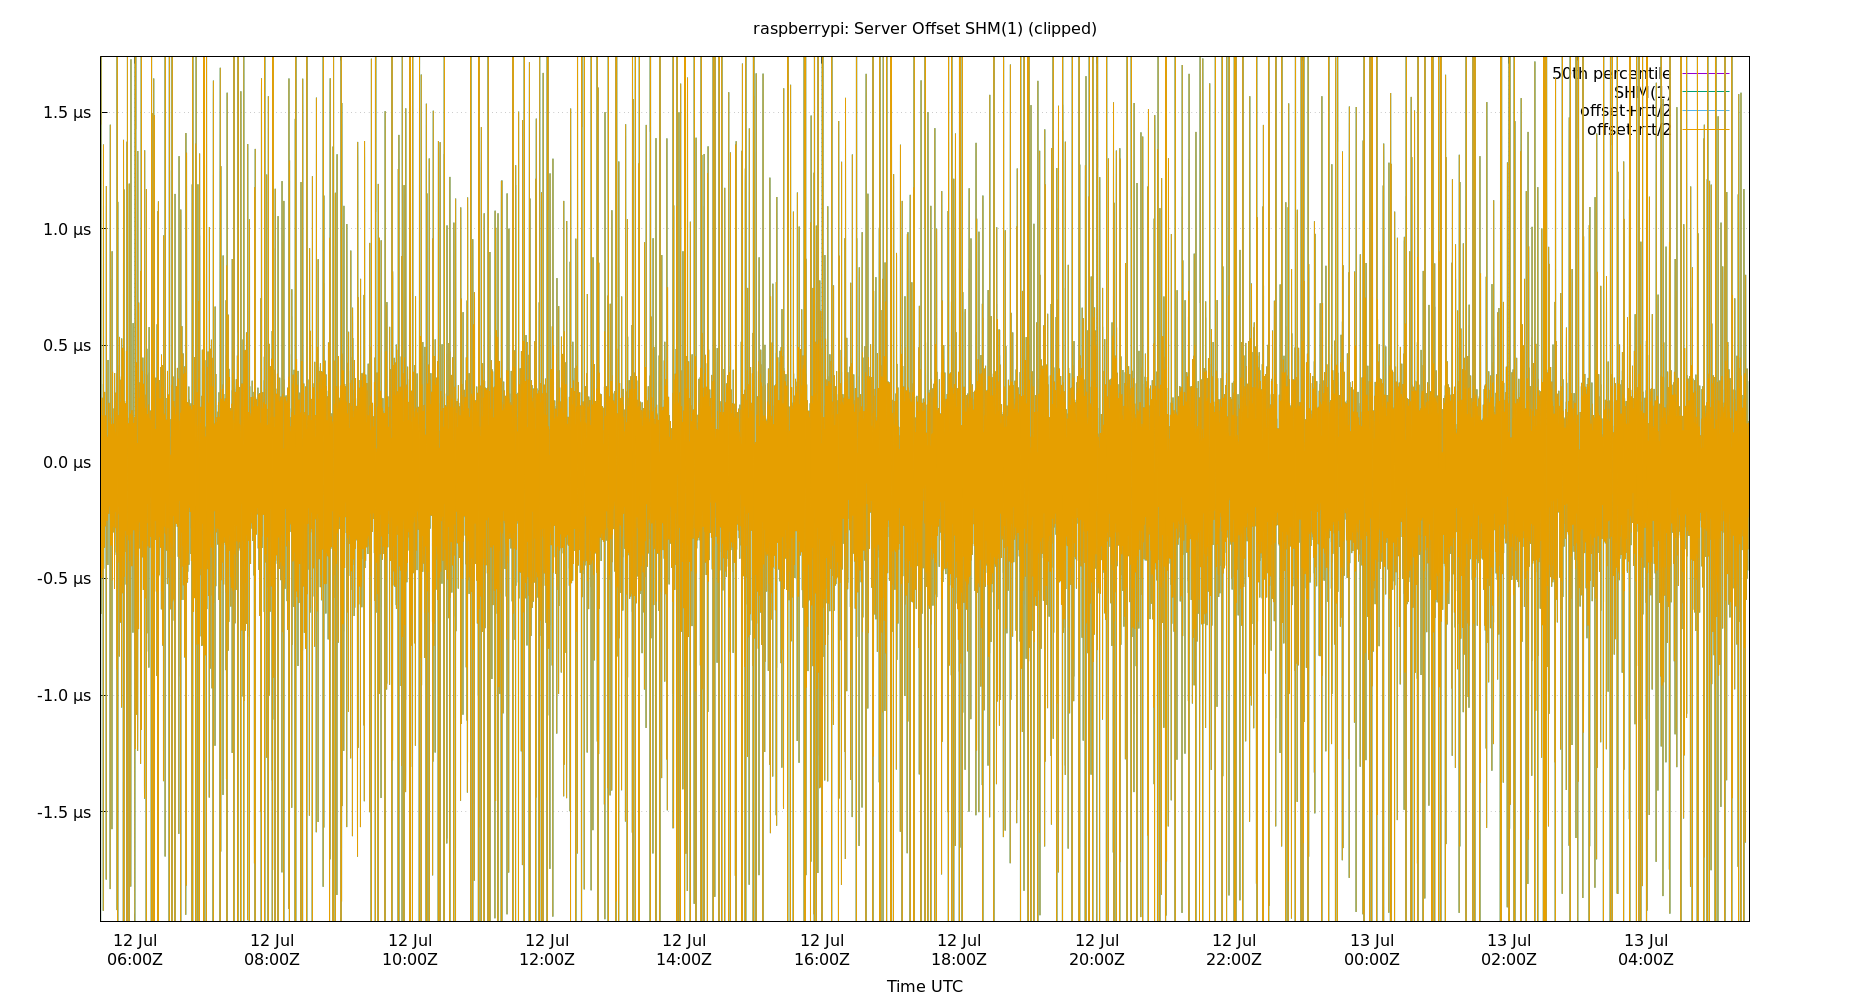 raspberrypi: Server Offset SHM(1) (clipped)
50th percentile
SHM(1)
offset+rtt/2
offset-rtt/2
1.5 µs
1.0 µs
0.5 µs
0.0 µs
-0.5 µs
-1.0 µs
-1.5 µs
12 Jul 12 Jul 12 Jul 12 Jul 12 Jul 12 Jul 12 Jul 12 Jul 12 Jul 13 Jul 13 Jul 13 Jul
06:00Z 08:00Z 10:00Z 12:00Z 14:00Z 16:00Z 18:00Z 20:00Z 22:00Z 00:00Z 02:00Z 04:00Z
Time UTC